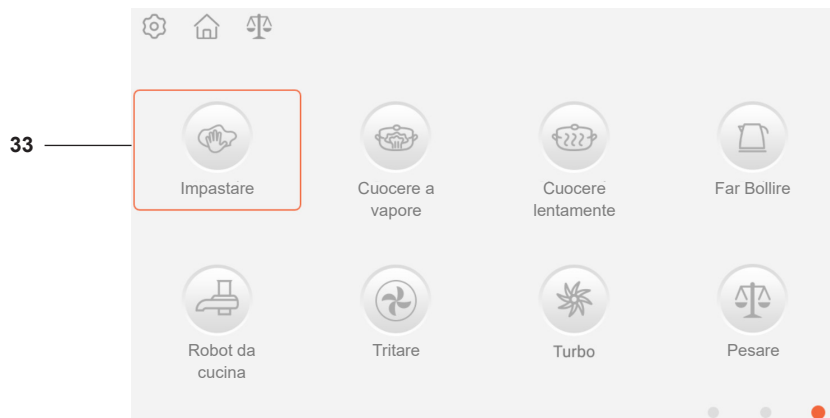 33
Impastare
Cuocere a
vapore
Cuocere
lentamente
Far Bollire
Robot da
cucina
Tritare
Turbo
Pesare